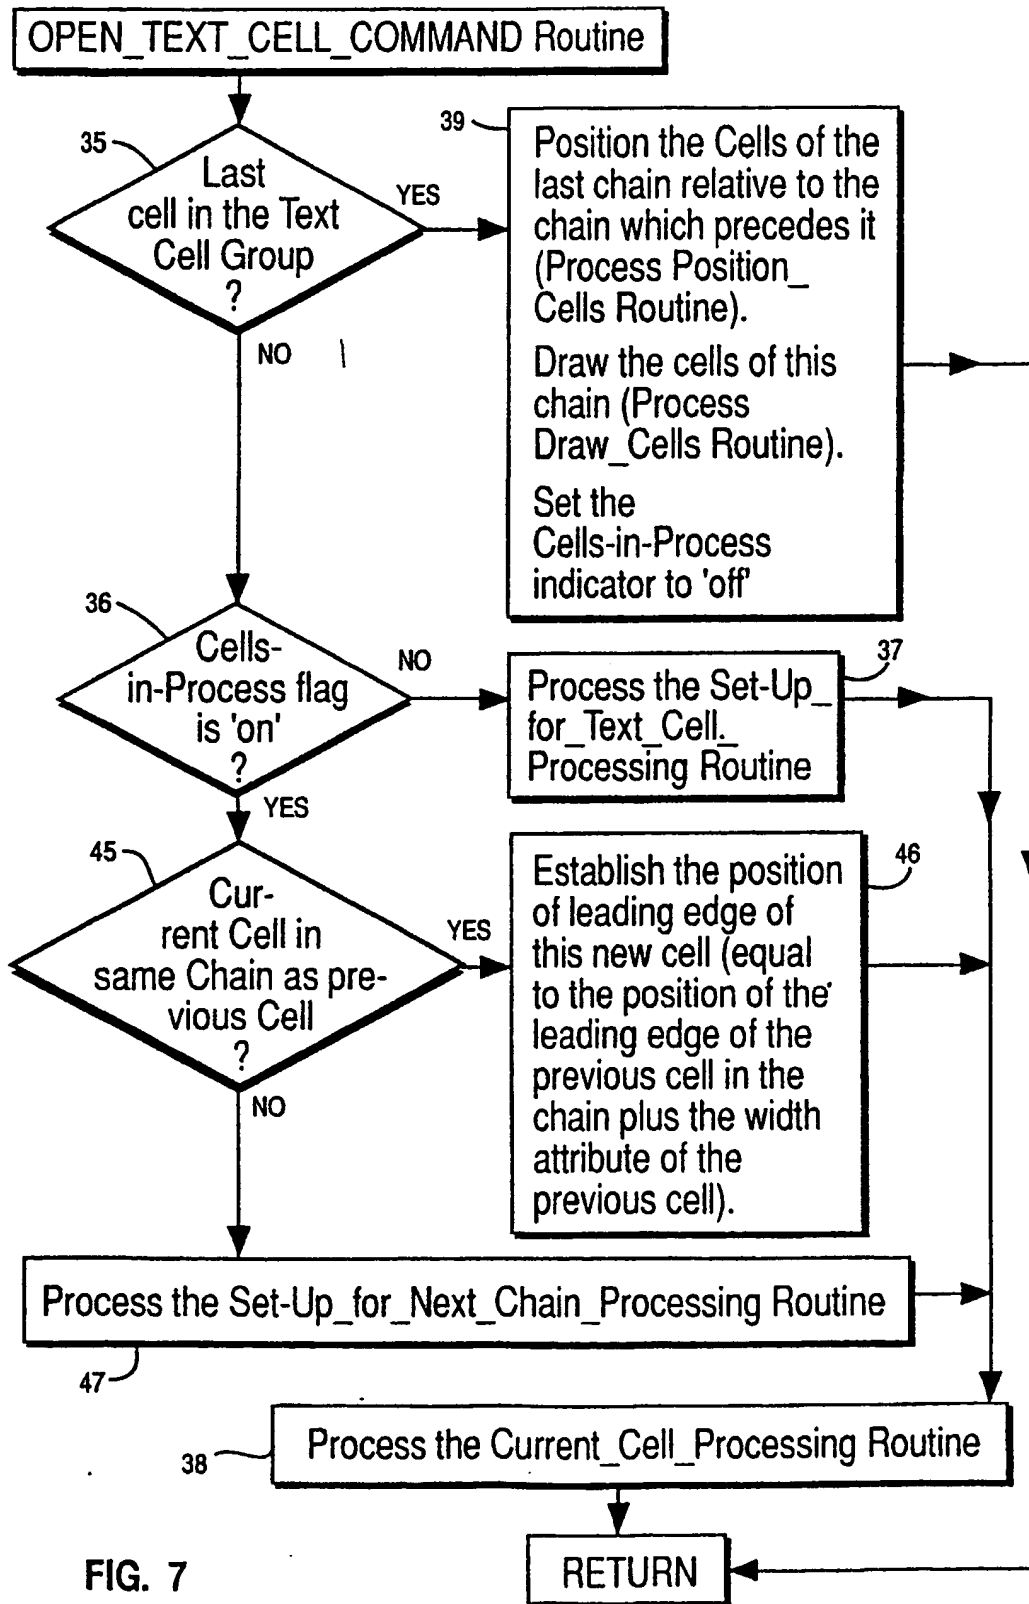 OPEN_TEXT_CELL_COMMAND Routine
35
Last
cell in the Text
Cell Group
?
YES
NO
39
Position the Cells of the
last chain relative to the
chain which precedes it
(Process Position_
Cells Routine).
Draw the cells of this
chain (Process
Draw_Cells Routine).
Set the
Cells-in-Process
indicator to 'off'
36
Cells-
in-Process flag
is 'on'
?
NO
YES
37
Process the Set-Up_
for_Text_Cell_
Processing Routine
45
Cur-
rent Cell in
same Chain as pre-
vious Cell
?
YES
NO
46
Establish the position
of leading edge of
this new cell (equal
to the position of the
leading edge of the
previous cell in the
chain plus the width
attribute of the
previous cell).
Process the Set-Up_for_Next_Chain_Processing Routine
47
Process the Current_Cell_Processing Routine
38
RETURN
FIG. 7